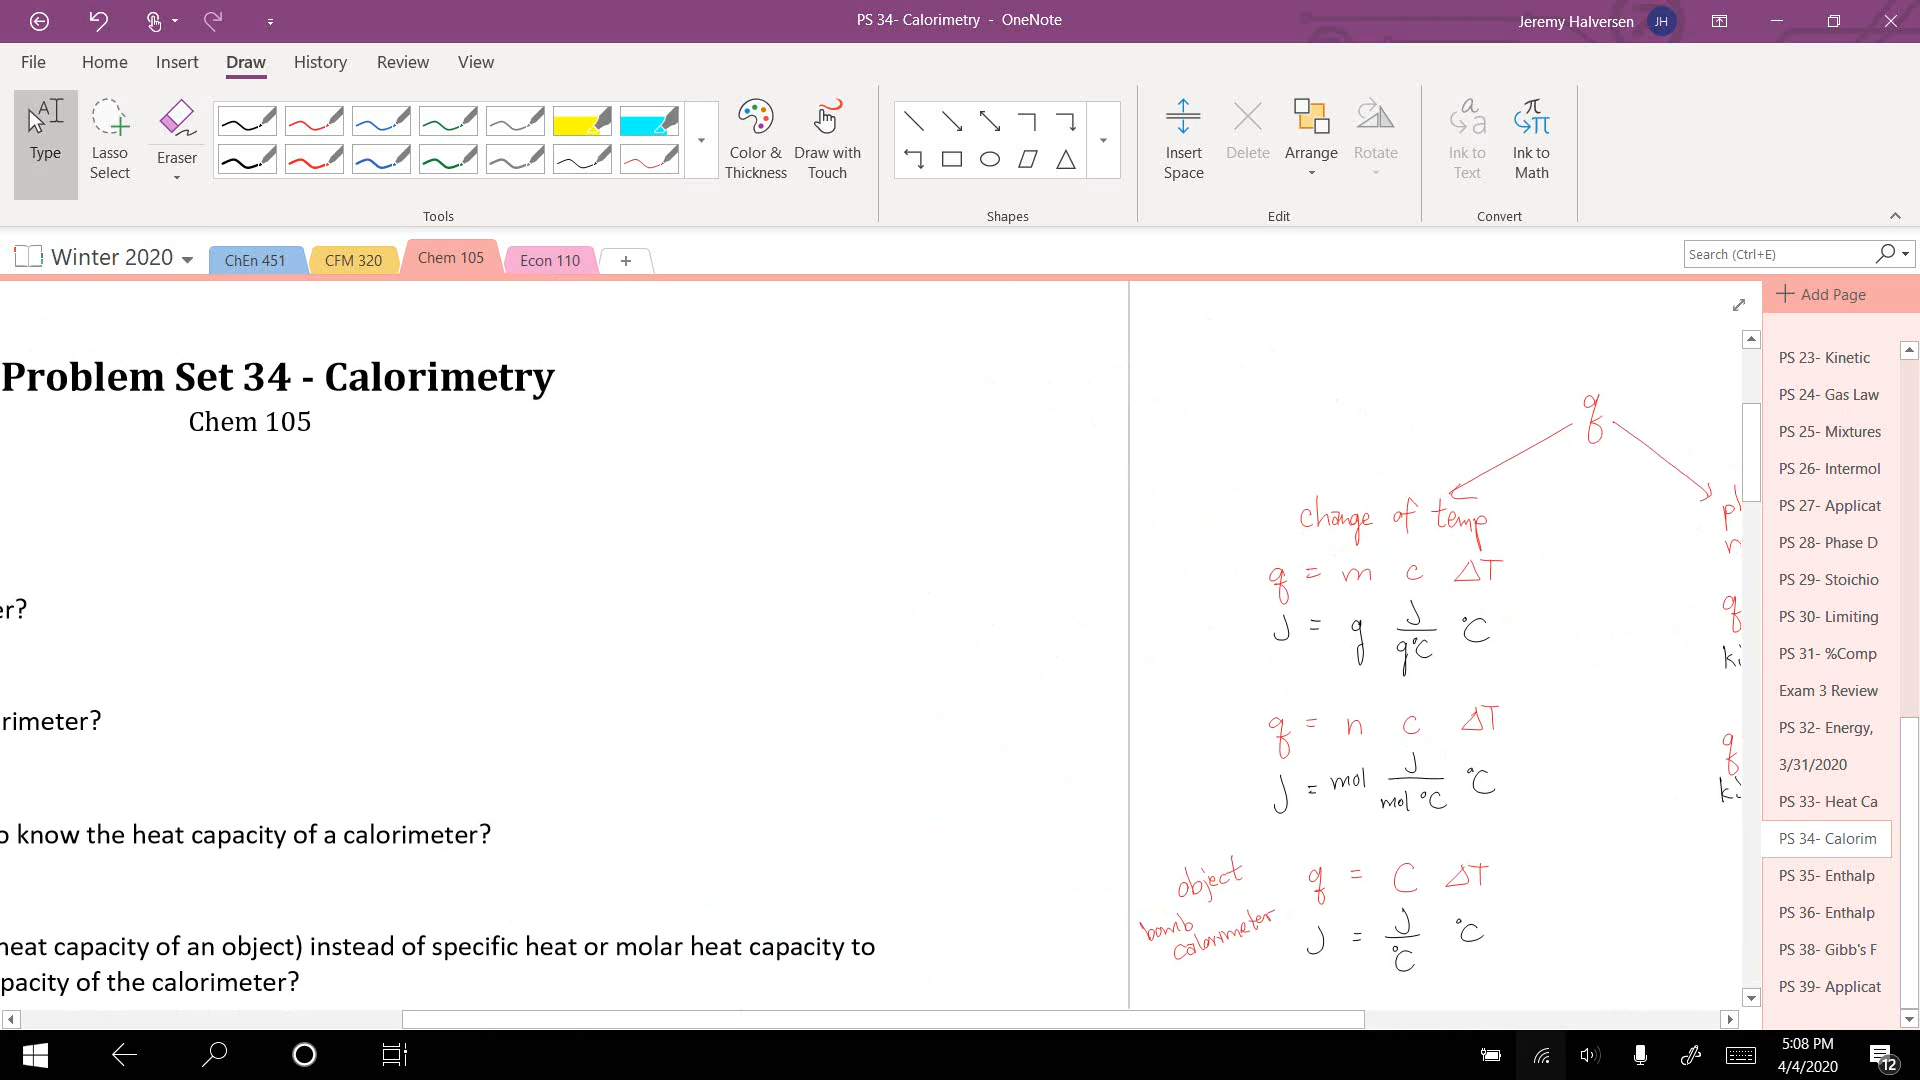 PS 34- Calorimetry - OneNote
Jeremy Halversen JH
File Home Insert Draw History Review View
Type
Lasso Select
Eraser
Color & Thickness
Draw with Touch
Insert Space
Delete
Arrange
Rotate
Ink to Text
Ink to Math
Tools
Shapes
Edit
Convert
Winter 2020
ChEn 451
CFM 320
Chem 105
Econ 110
Search (Ctrl+E)
Add Page
Problem Set 34 - Calorimetry
Chem 105
er?
rimeter?
o know the heat capacity of a calorimeter?
heat capacity of an object) instead of specific heat or molar heat capacity to
pacity of the calorimeter?
q
change of temp
q = m c ΔT
J = g J/g°C °C
q = n c ΔT
J = mol J/mol °C °C
object q = C ΔT
bomb calorimeter J = J/°C °C
q
q
PS 23- Kinetic
PS 24- Gas Law
PS 25- Mixtures
PS 26- Intermol
PS 27- Applicat
PS 28- Phase D
PS 29- Stoichio
PS 30- Limiting
PS 31- %Comp
Exam 3 Review
PS 32- Energy,
3/31/2020
PS 33- Heat Ca
PS 34- Calorim
PS 35- Enthalp
PS 36- Enthalp
PS 38- Gibb's F
PS 39- Applicat
5:08 PM
4/4/2020
12